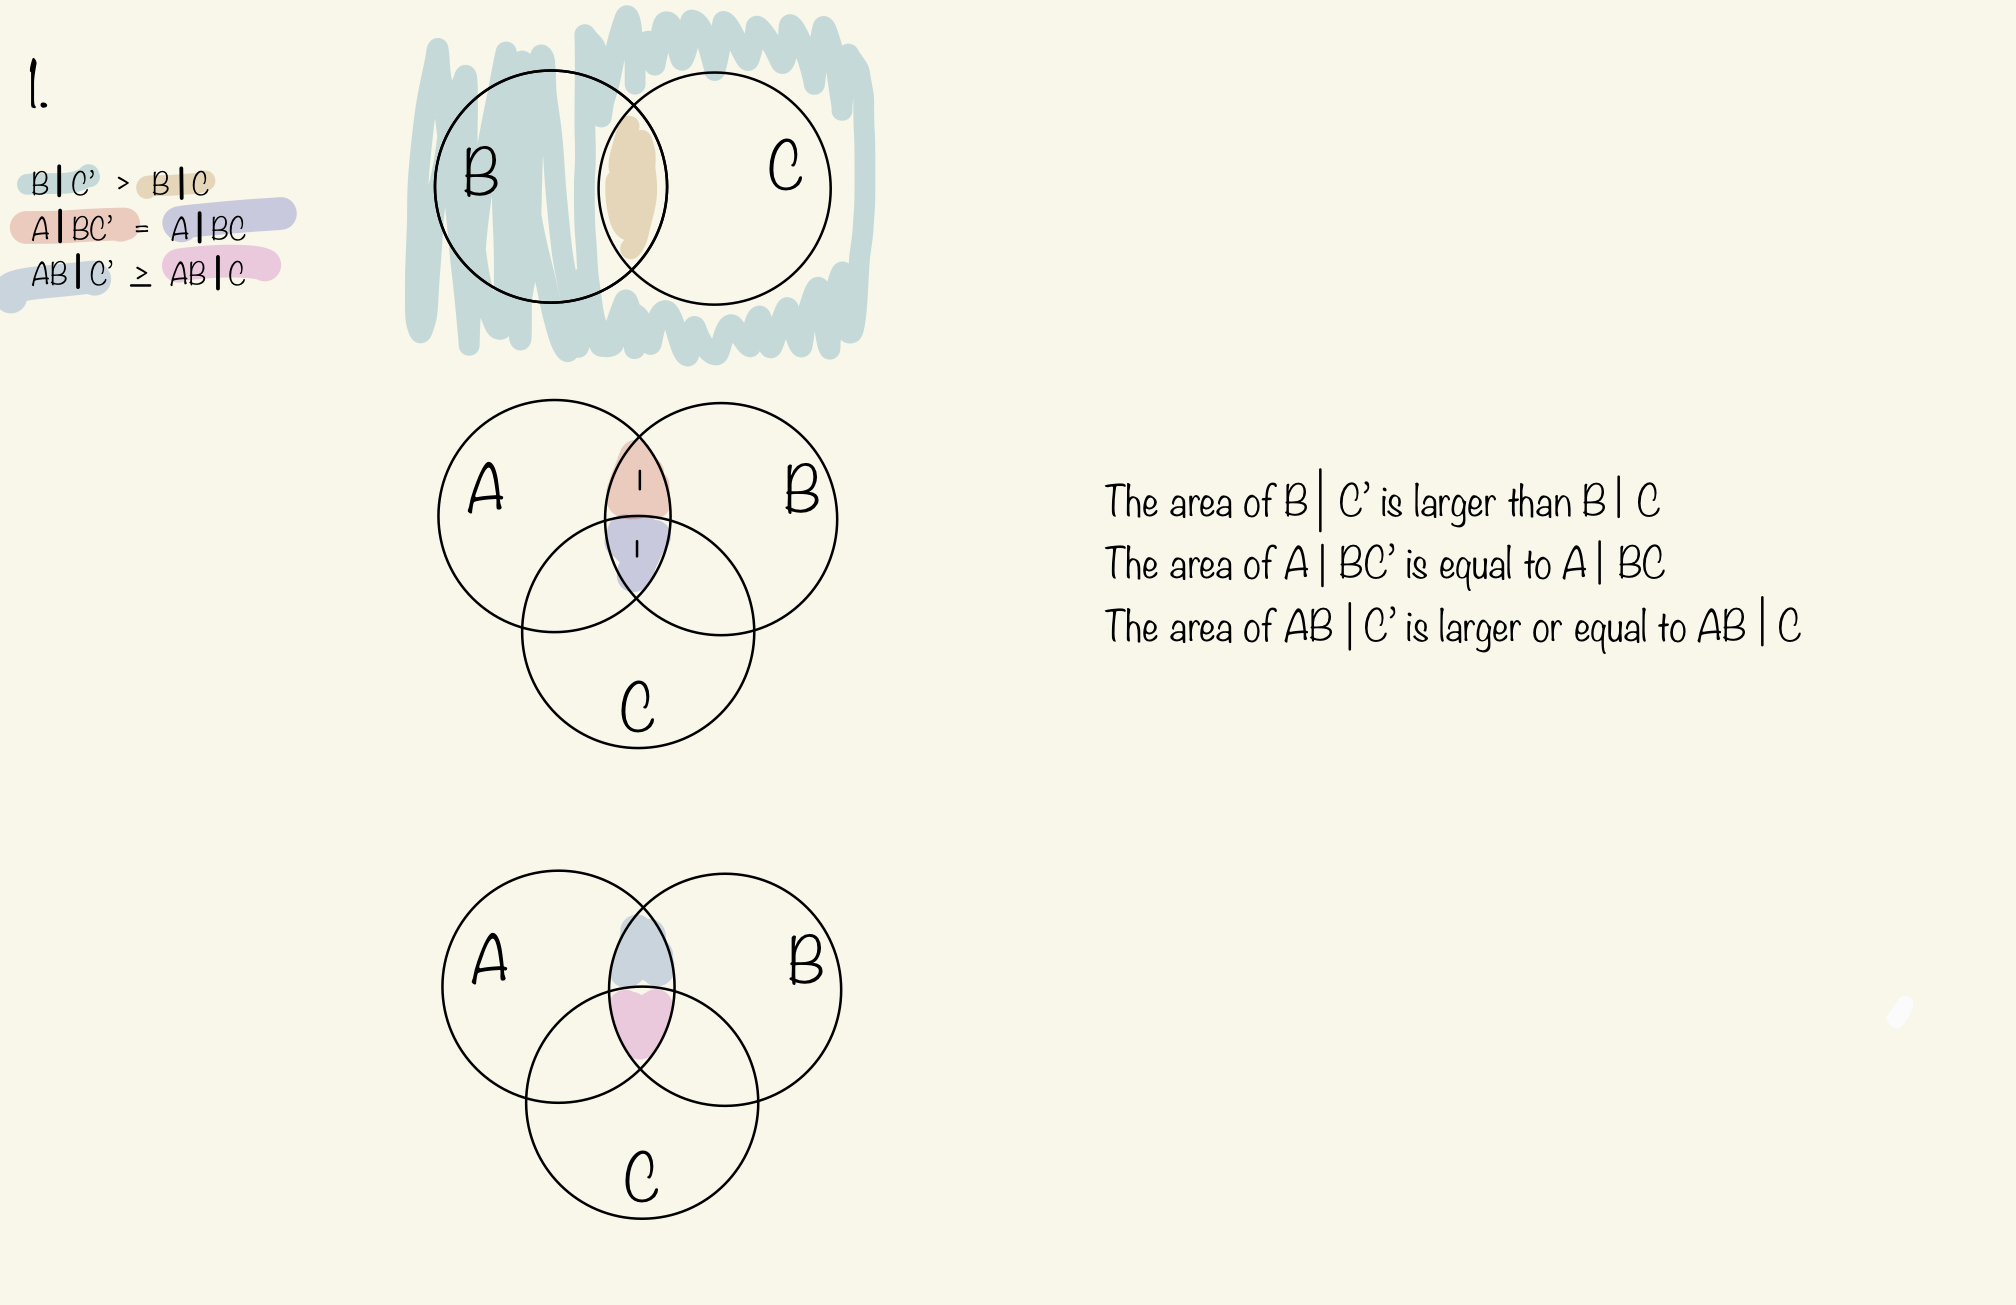 1.
B | C' > B | C
A | BC' = A | BC
AB | C' ≥ AB | C
B C
A B
I
I
C
The area of B | C' is larger than B | C
The area of A | BC' is equal to A | BC
The area of AB | C' is larger or equal to AB | C
A B
C